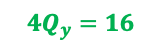 4Q_y = 16